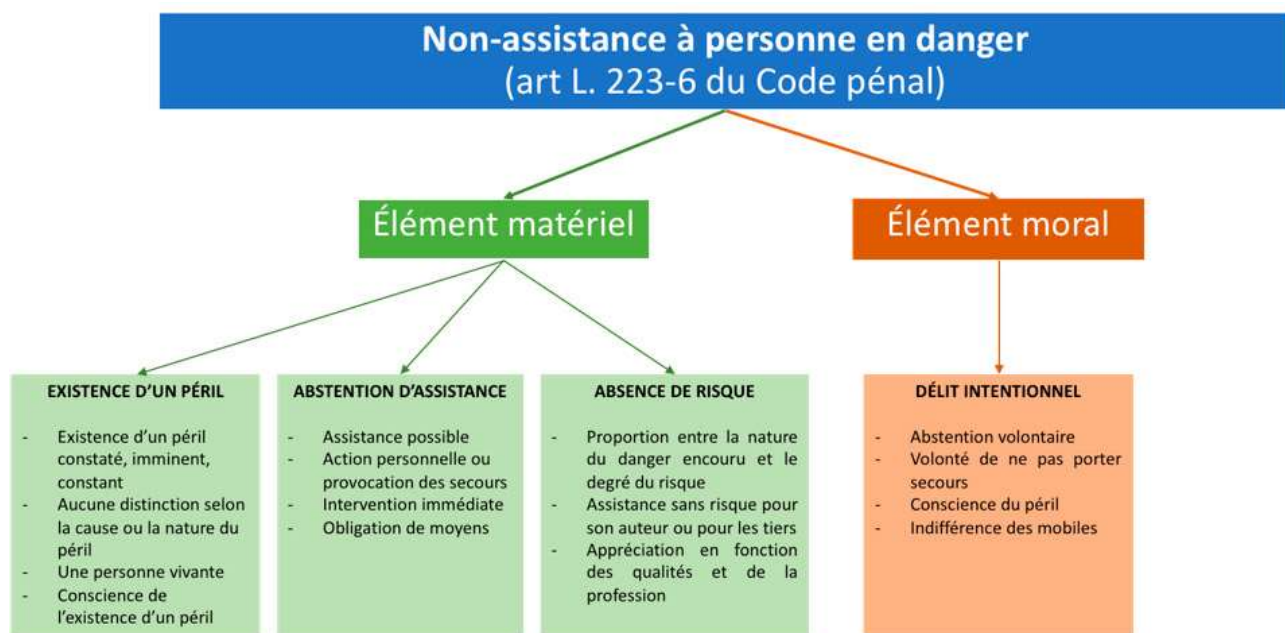 Non-assistance à personne en danger
(art L. 223-6 du Code pénal)
Élément matériel
Élément moral
EXISTENCE D'UN PÉRIL
- Existence d'un péril
constaté, imminent,
constant
- Aucune distinction selon
la cause ou la nature du
péril
- Une personne vivante
- Conscience de
l'existence d'un péril
ABSTENTION D'ASSISTANCE
- Assistance possible
- Action personnelle ou
provocation des secours
- Intervention immédiate
- Obligation de moyens
ABSENCE DE RISQUE
- Proportion entre la nature
du danger encouru et le
degré du risque
- Assistance sans risque pour
son auteur ou pour les tiers
- Appréciation en fonction
des qualités et de la
profession
DÉLIT INTENTIONNEL
- Abstention volontaire
- Volonté de ne pas porter
secours
- Conscience du péril
- Indifférence des mobiles